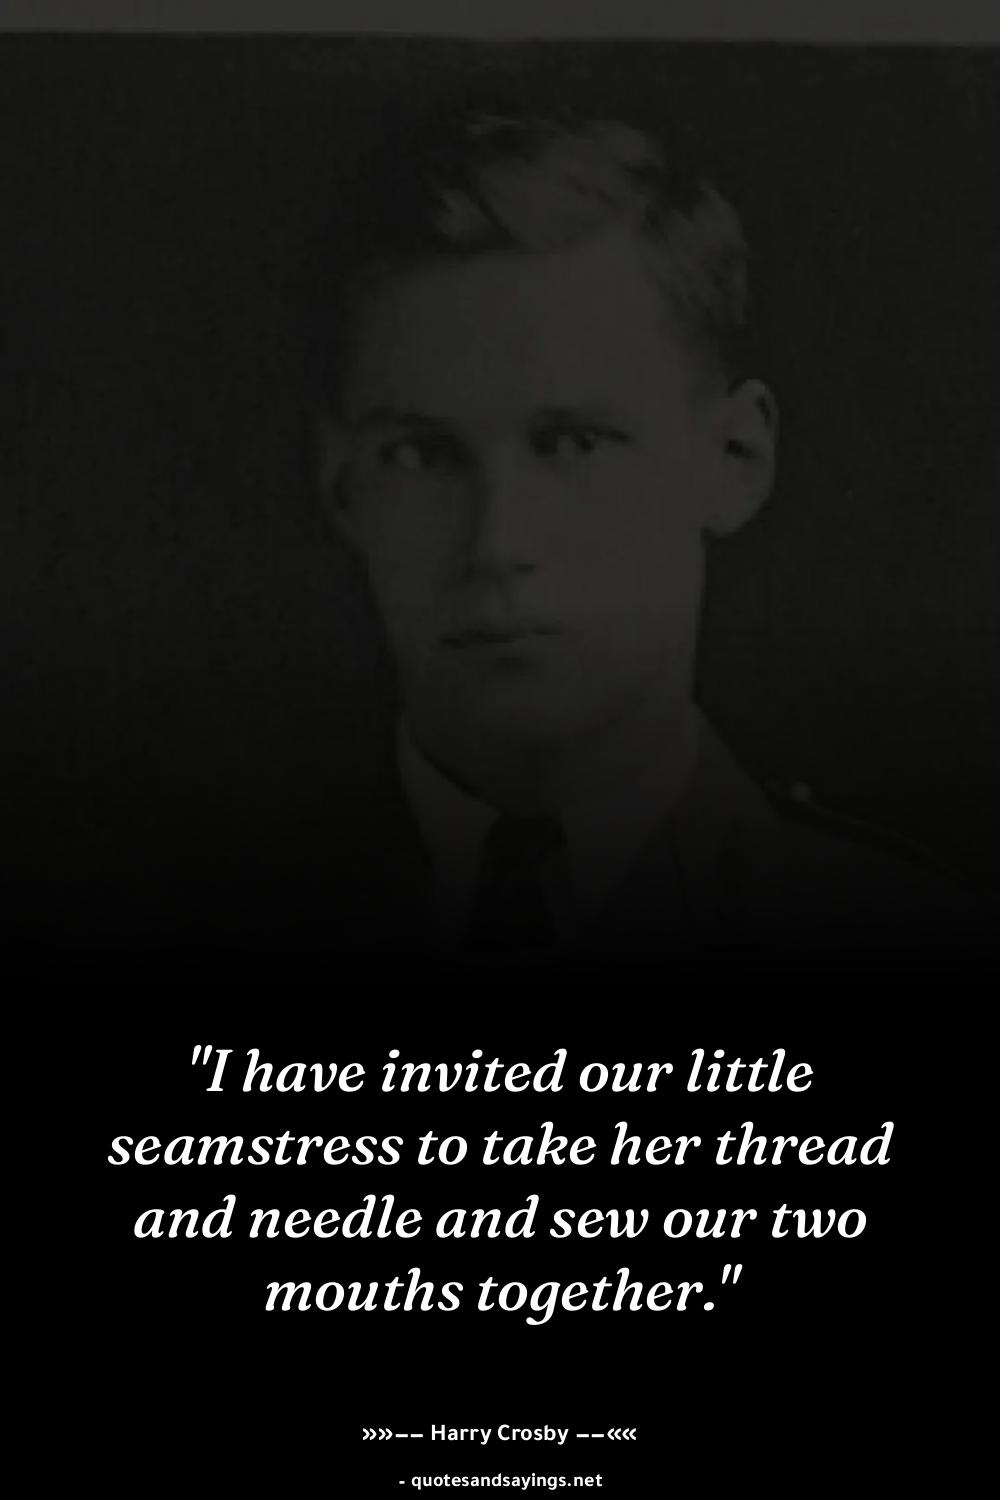 "I have invited our little
seamstress to take her thread
and needle and sew our two
mouths together."
»»–– Harry Crosby ––««
- quotesandsayings.net